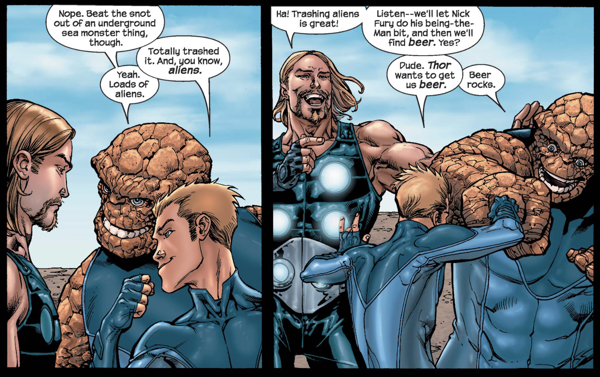 Nope. Beat the snot
out of an underground
sea monster thing,
though.
Yeah.
Loads of
aliens.
Totally trashed
it. And, you know,
aliens.
Ha! Trashing aliens
is great!
Listen--we'll let Nick
Fury do his being-the-
Man bit, and then we'll
find beer. Yes?
Dude. Thor
wants to get
us beer.
Beer
rocks.